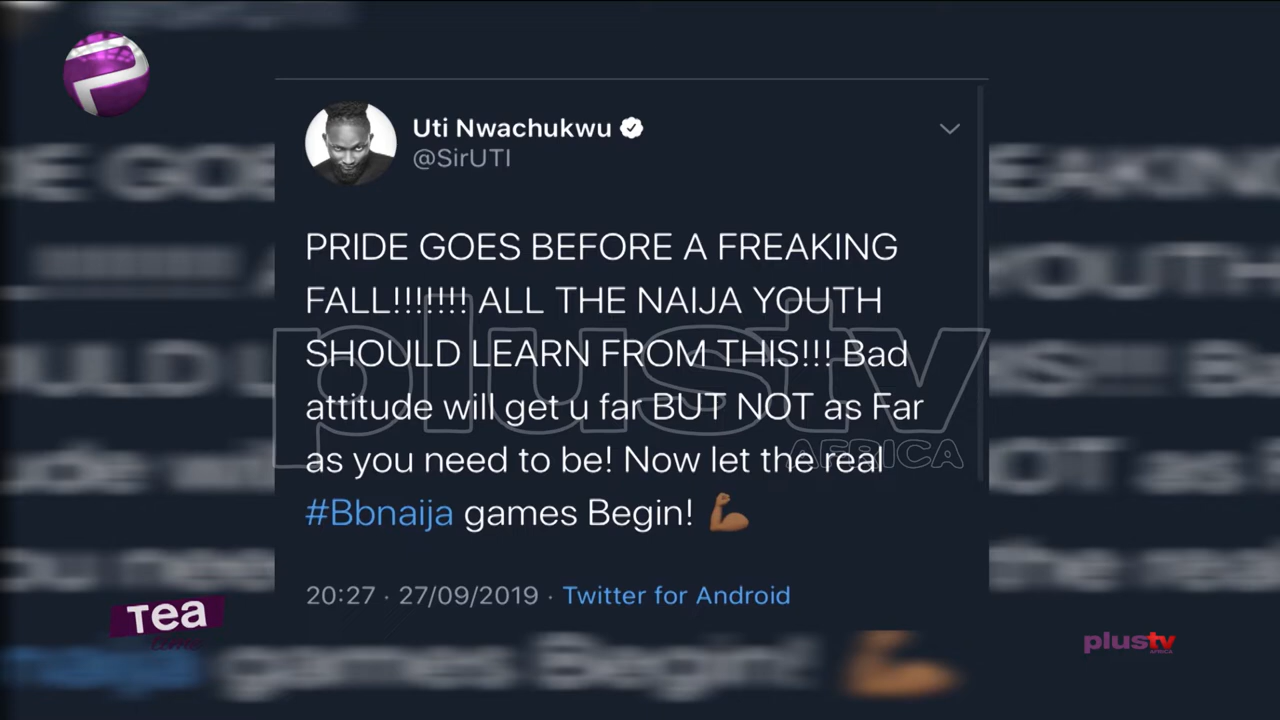 Uti Nwachukwu
@SirUTI
PRIDE GOES BEFORE A FREAKING
FALL!!!!!!! ALL THE NAIJA YOUTH
SHOULD LEARN FROM THIS!!! Bad
attitude will get u far BUT NOT as Far
as you need to be! Now let the real
#Bbnaija games Begin! 💪🏾
20:27 · 27/09/2019 · Twitter for Android
plustv
AFRICA
Tea
time
plustv
AFRICA